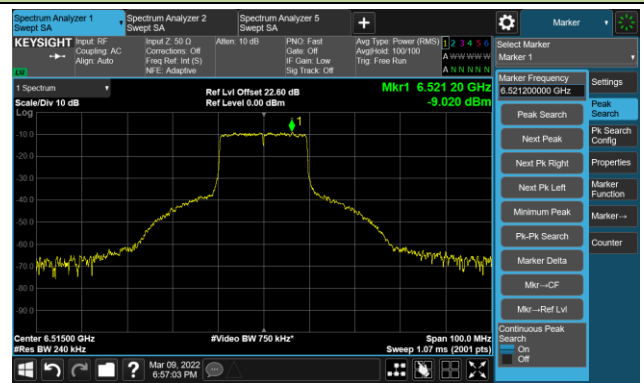 Spectrum Analyzer 1
Swept SA
Spectrum Analyzer 2
Swept SA
Spectrum Analyzer 5
Swept SA
Marker
KEYSIGHT
Input: RF
Coupling: AC
Align: Auto
Input Z: 50 Ω
Corrections: Off
Freq Ref: Int (S)
NFE: Adaptive
Atten: 10 dB
PNO: Fast
Gate: Off
IF Gain: Low
Sig Track: Off
Avg Type: Power (RMS)
Avg|Hold: 100/100
Trig: Free Run
1 2 3 4 5 6
A W W W W W
A N N N N N
LXI
Select Marker
Marker 1
1 Spectrum
Scale/Div 10 dB
Ref Lvl Offset 22.60 dB
Ref Level 0.00 dBm
Mkr1 6.521 20 GHz
-9.020 dBm
Log
1
-10.0
-20.0
-30.0
-40.0
-50.0
-60.0
-70.0
-80.0
-90.0
Center 6.51500 GHz
#Res BW 240 kHz
#Video BW 750 kHz*
Span 100.0 MHz
Sweep 1.07 ms (2001 pts)
Marker Frequency
6.521200000 GHz
Peak Search
Next Peak
Next Pk Right
Next Pk Left
Minimum Peak
Pk-Pk Search
Marker Delta
Mkr→CF
Mkr→Ref Lvl
Continuous Peak
Search
On
Off
Settings
Peak
Search
Pk Search
Config
Properties
Marker
Function
Marker→
Counter
Mar 09, 2022
6:57:03 PM